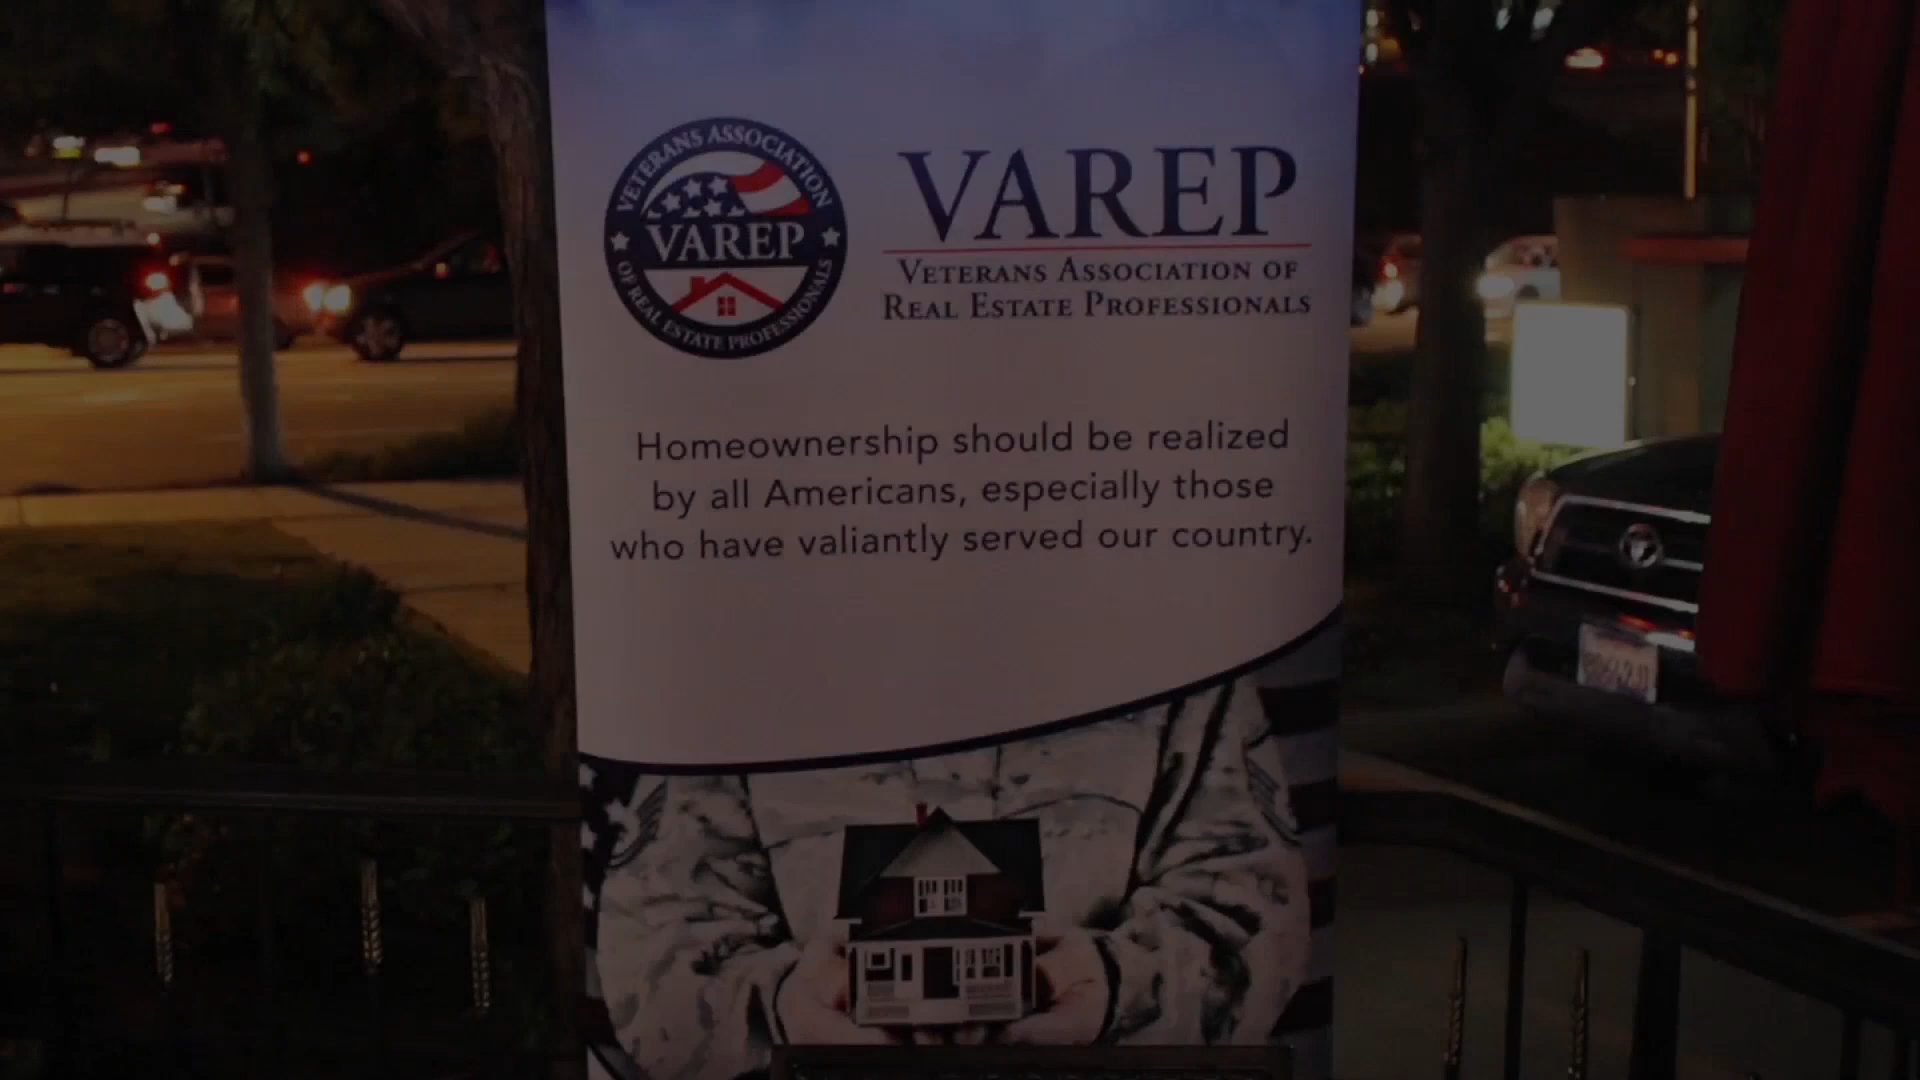 VETERANS ASSOCIATION
VAREP
OF REAL ESTATE PROFESSIONALS
VAREP
VETERANS ASSOCIATION OF
REAL ESTATE PROFESSIONALS
Homeownership should be realized
by all Americans, especially those
who have valiantly served our country.